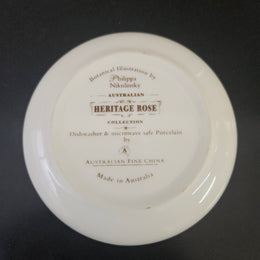 Botanical Illustration by
Philippa
Nikulinsky
AUSTRALIAN
HERITAGE ROSE
COLLECTION
Dishwasher & microwave safe Porcelain
by
A
AUSTRALIAN FINE CHINA
Made in Australia